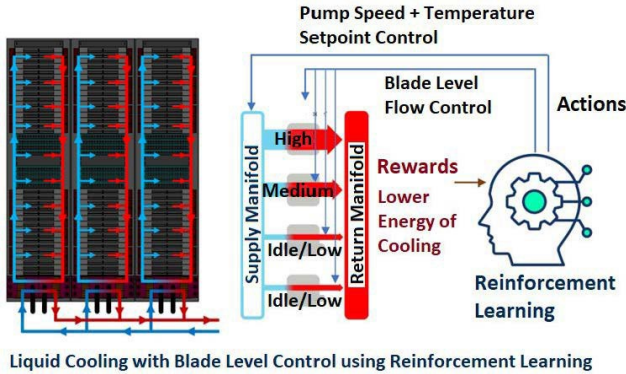 Pump Speed + Temperature
Setpoint Control
Blade Level
Flow Control
Actions
Supply Manifold
High
Medium
Idle/Low
Idle/Low
Return Manifold
Rewards
Lower
Energy of
Cooling
Reinforcement
Learning
Liquid Cooling with Blade Level Control using Reinforcement Learning